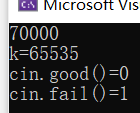 Microsoft Vis
70000
k=65535
cin.good()=0
cin.fail()=1